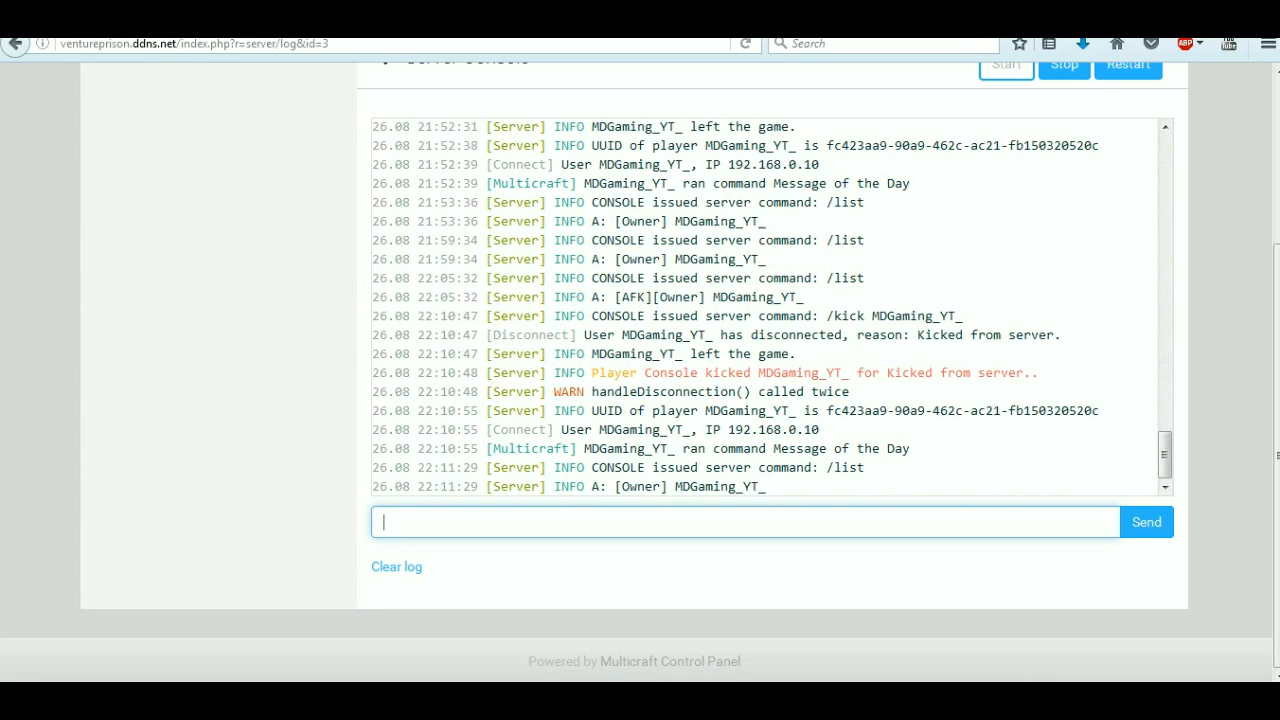 ventureprison.ddns.net/index.php?r=server/log&id=3
Search
ABP
You Tube
Server Console
Start
Stop
Restart
26.08 21:52:31 [Server] INFO MDGaming_YT_ left the game.
26.08 21:52:38 [Server] INFO UUID of player MDGaming_YT_ is fc423aa9-90a9-462c-ac21-fb150320520c
26.08 21:52:39 [Connect] User MDGaming_YT_, IP 192.168.0.10
26.08 21:52:39 [Multicraft] MDGaming_YT_ ran command Message of the Day
26.08 21:53:36 [Server] INFO CONSOLE issued server command: /list
26.08 21:53:36 [Server] INFO A: [Owner] MDGaming_YT_
26.08 21:59:34 [Server] INFO CONSOLE issued server command: /list
26.08 21:59:34 [Server] INFO A: [Owner] MDGaming_YT_
26.08 22:05:32 [Server] INFO CONSOLE issued server command: /list
26.08 22:05:32 [Server] INFO A: [AFK][Owner] MDGaming_YT_
26.08 22:10:47 [Server] INFO CONSOLE issued server command: /kick MDGaming_YT_
26.08 22:10:47 [Disconnect] User MDGaming_YT_ has disconnected, reason: Kicked from server.
26.08 22:10:47 [Server] INFO MDGaming_YT_ left the game.
26.08 22:10:48 [Server] INFO Player Console kicked MDGaming_YT_ for Kicked from server..
26.08 22:10:48 [Server] WARN handleDisconnection() called twice
26.08 22:10:55 [Server] INFO UUID of player MDGaming_YT_ is fc423aa9-90a9-462c-ac21-fb150320520c
26.08 22:10:55 [Connect] User MDGaming_YT_, IP 192.168.0.10
26.08 22:10:55 [Multicraft] MDGaming_YT_ ran command Message of the Day
26.08 22:11:29 [Server] INFO CONSOLE issued server command: /list
26.08 22:11:29 [Server] INFO A: [Owner] MDGaming_YT_
Send
Clear log
Powered by Multicraft Control Panel